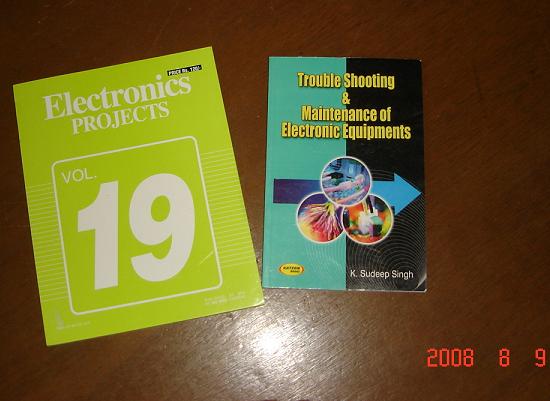 PRICE Rs. 120/-
Electronics
PROJECTS
VOL.
19
Trouble Shooting
&
Maintenance of
Electronic Equipments
K. Sudeep Singh
2008 8 9